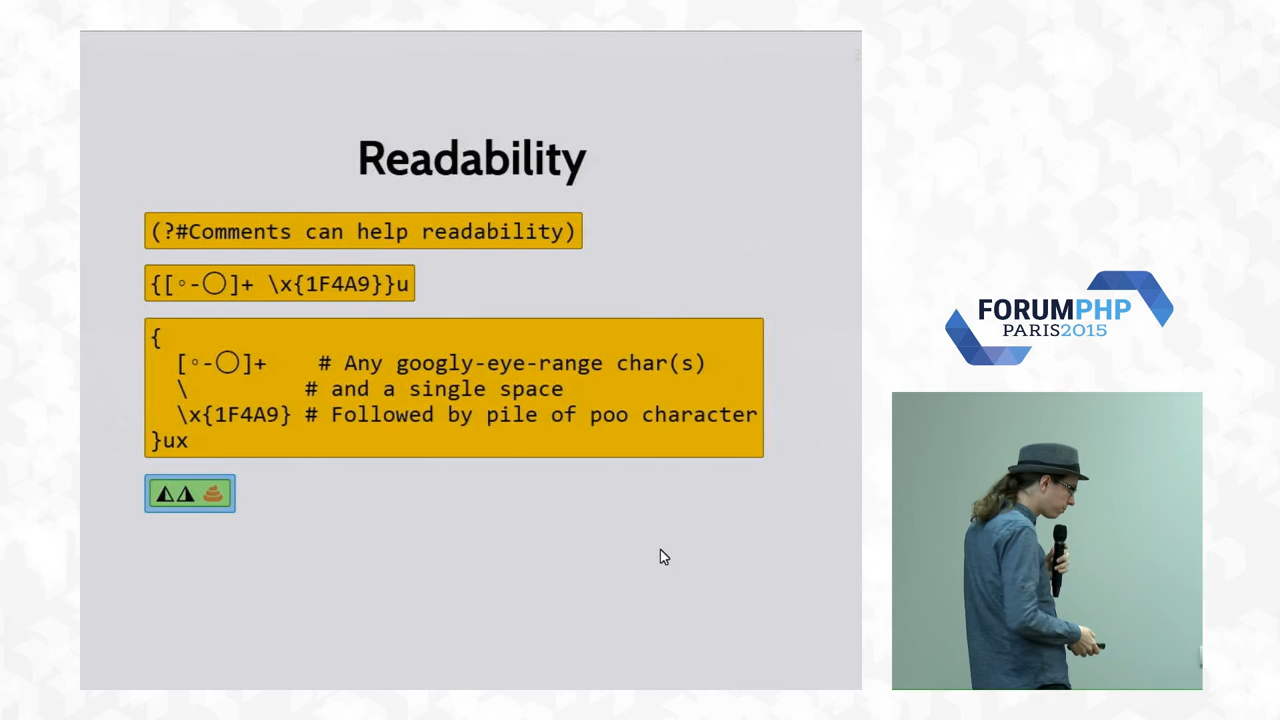 Readability
(?#Comments can help readability)
{[◦-◯]+ \x{1F4A9}}u
{
[◦-◯]+ # Any googly-eye-range char(s)
\ # and a single space
\x{1F4A9} # Followed by pile of poo character
}ux
◭◮ 💩
FORUMPHP
PARIS2015